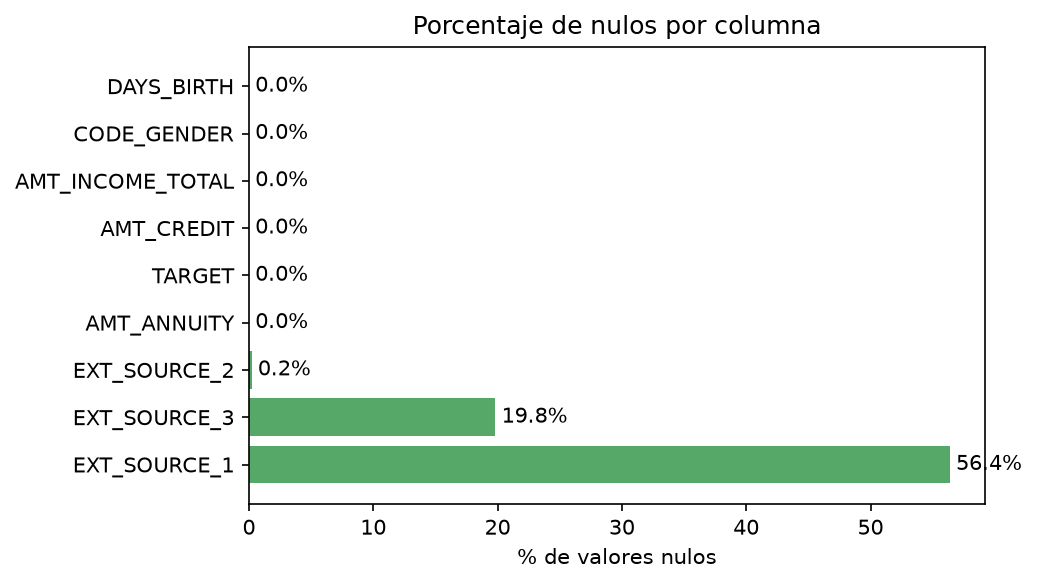 Porcentaje de nulos por columna
DAYS_BIRTH 0.0%
CODE_GENDER 0.0%
AMT_INCOME_TOTAL 0.0%
AMT_CREDIT 0.0%
TARGET 0.0%
AMT_ANNUITY 0.0%
EXT_SOURCE_2 0.2%
EXT_SOURCE_3 19.8%
EXT_SOURCE_1 56.4%
0 10 20 30 40 50
% de valores nulos